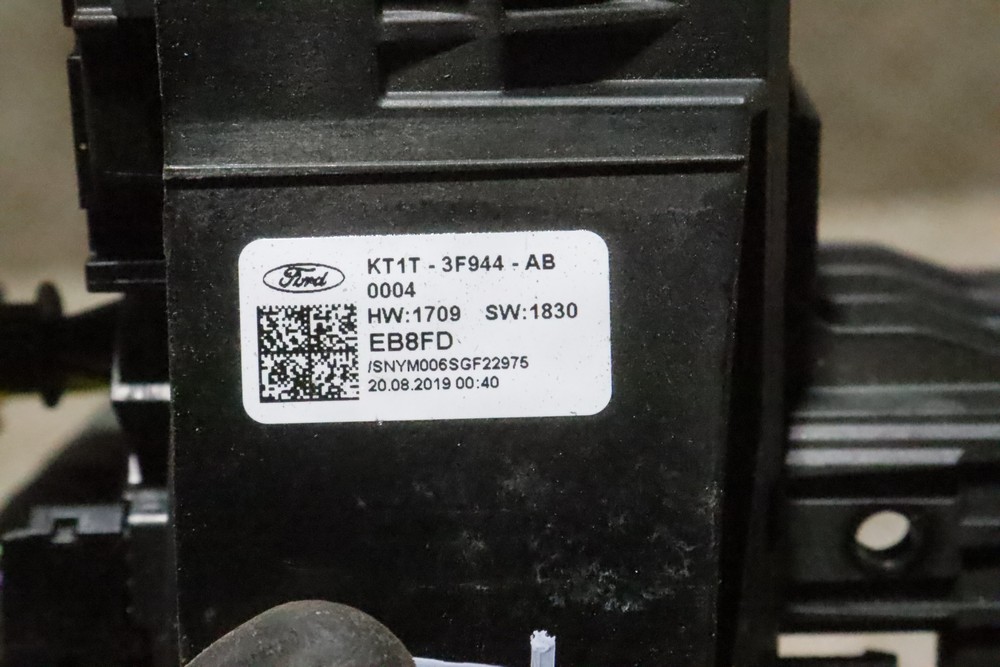 Ford
KT1T - 3F944 - AB
0004
HW:1709 SW:1830
EB8FD
/SNYM006SGF22975
20.08.2019 00:40